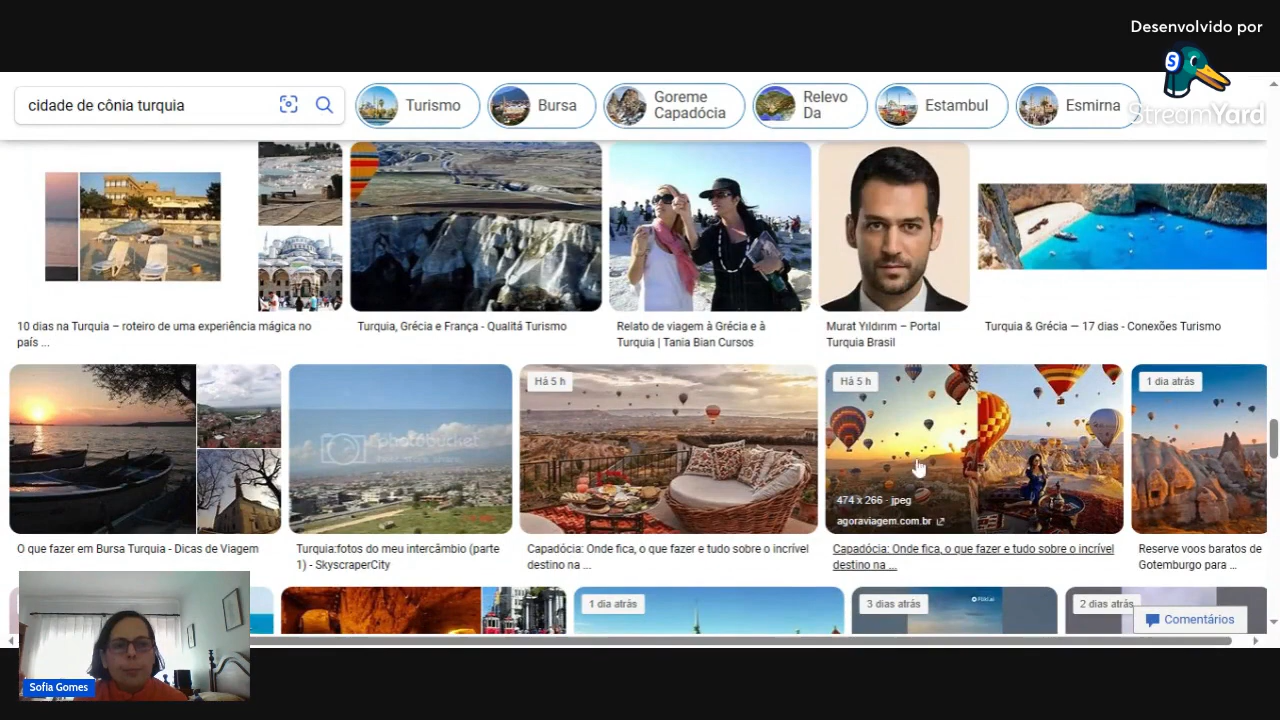 Desenvolvido por
StreamYard
cidade de cônia turquia
Turismo
Bursa
Goreme
Capadócia
Relevo
Da
Estambul
Esmirna
10 dias na Turquia – roteiro de uma experiência mágica no
país ...
Turquia, Grécia e França - Qualitá Turismo
Relato de viagem à Grécia e à
Turquia | Tania Bian Cursos
Murat Yıldırım – Portal
Turquia Brasil
Turquia & Grécia — 17 dias - Conexões Turismo
photobucket
Há 5 h
Há 5 h
1 dia atrás
474 x 266 · jpeg
agoraviagem.com.br
O que fazer em Bursa Turquia - Dicas de Viagem
Turquia:fotos do meu intercâmbio (parte
1) - SkyscraperCity
Capadócia: Onde fica, o que fazer e tudo sobre o incrível
destino na ...
Capadócia: Onde fica, o que fazer e tudo sobre o incrível
destino na ...
Reserve voos baratos de
Gotemburgo para ...
1 dia atrás
3 dias atrás
2 dias atrás
Comentários
Sofia Gomes